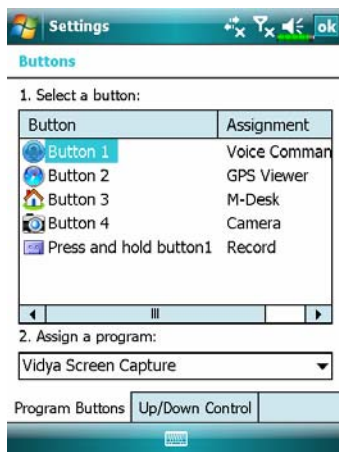 Settings ok
Buttons
1. Select a button:
Button Assignment
Button 1 Voice Comman
Button 2 GPS Viewer
Button 3 M-Desk
Button 4 Camera
Press and hold button1 Record
2. Assign a program:
Vidya Screen Capture
Program Buttons Up/Down Control